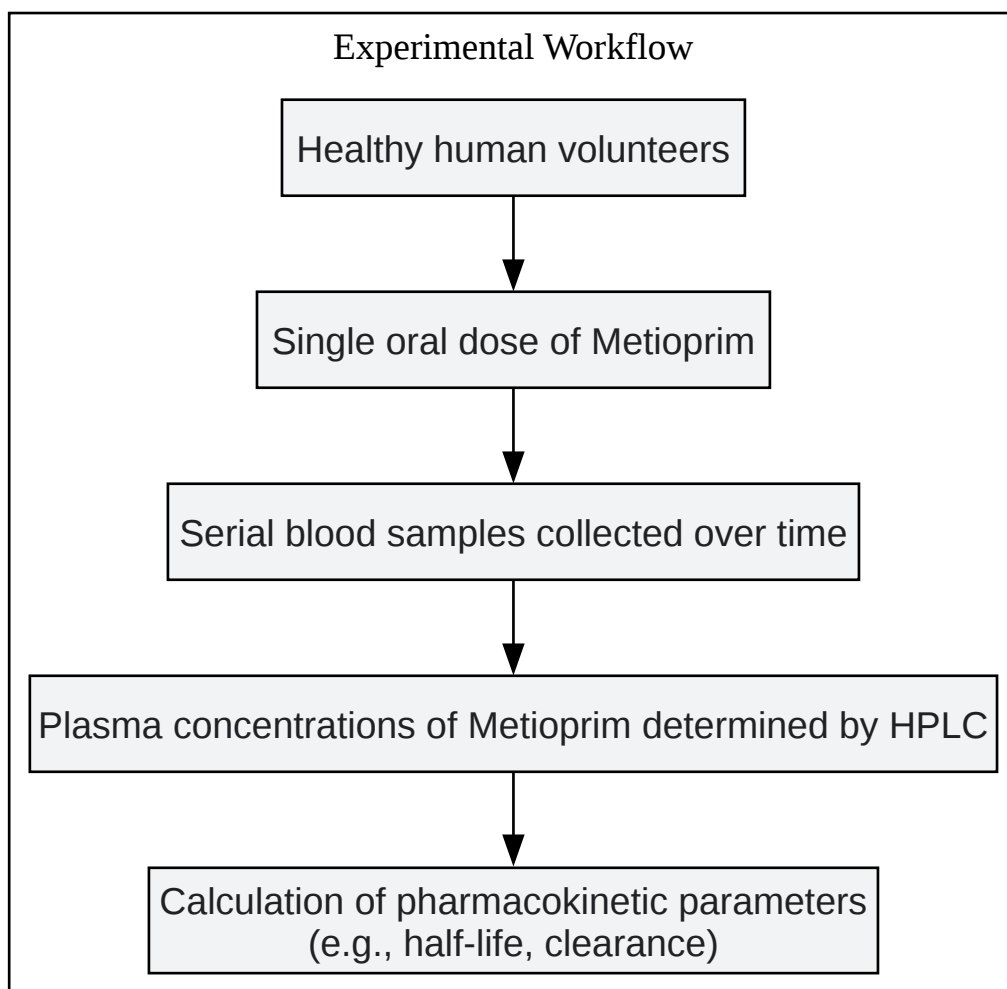 Experimental Workflow
Healthy human volunteers
Single oral dose of Metioprim
Serial blood samples collected over time
Plasma concentrations of Metioprim determined by HPLC
Calculation of pharmacokinetic parameters
(e.g., half-life, clearance)